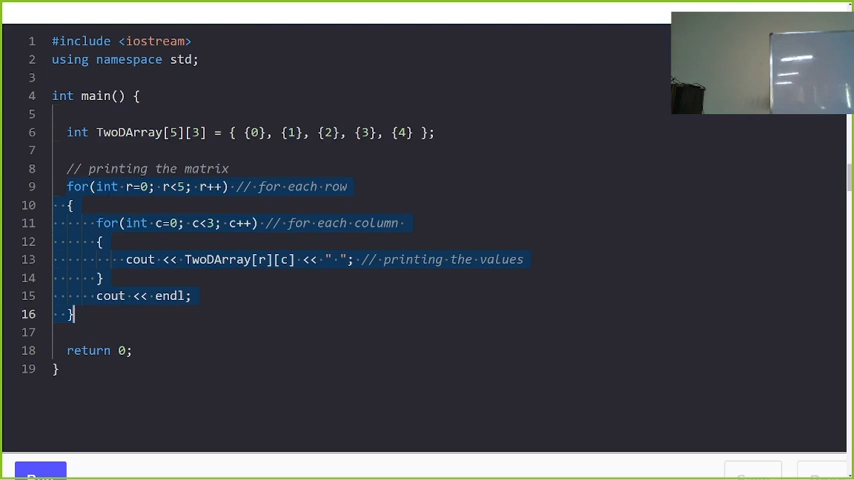 1 #include <iostream>
2 using namespace std;
3
4 int main() {
5
6 int TwoDArray[5][3] = { {0}, {1}, {2}, {3}, {4} };
7
8 // printing the matrix
9 for(int r=0; r<5; r++) // for each row
10 {
11 for(int c=0; c<3; c++) // for each column
12 {
13 cout << TwoDArray[r][c] << " "; // printing the values
14 }
15 cout << endl;
16 }
17
18 return 0;
19 }